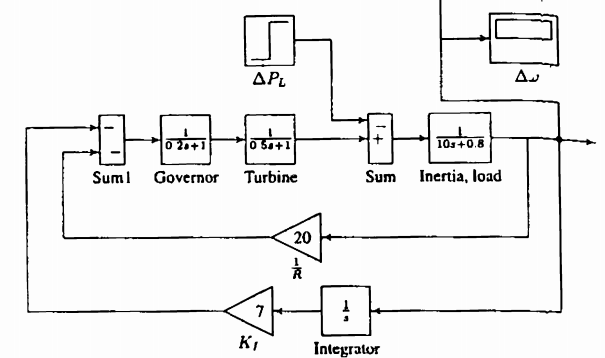 ΔP_L
Δω
−
−
1
0 2s+1
1
0 5s+1
−
+
1
10s+0.8
Sum1 Governor Turbine Sum Inertia, load
20
1
R
7
1
s
K_I
Integrator